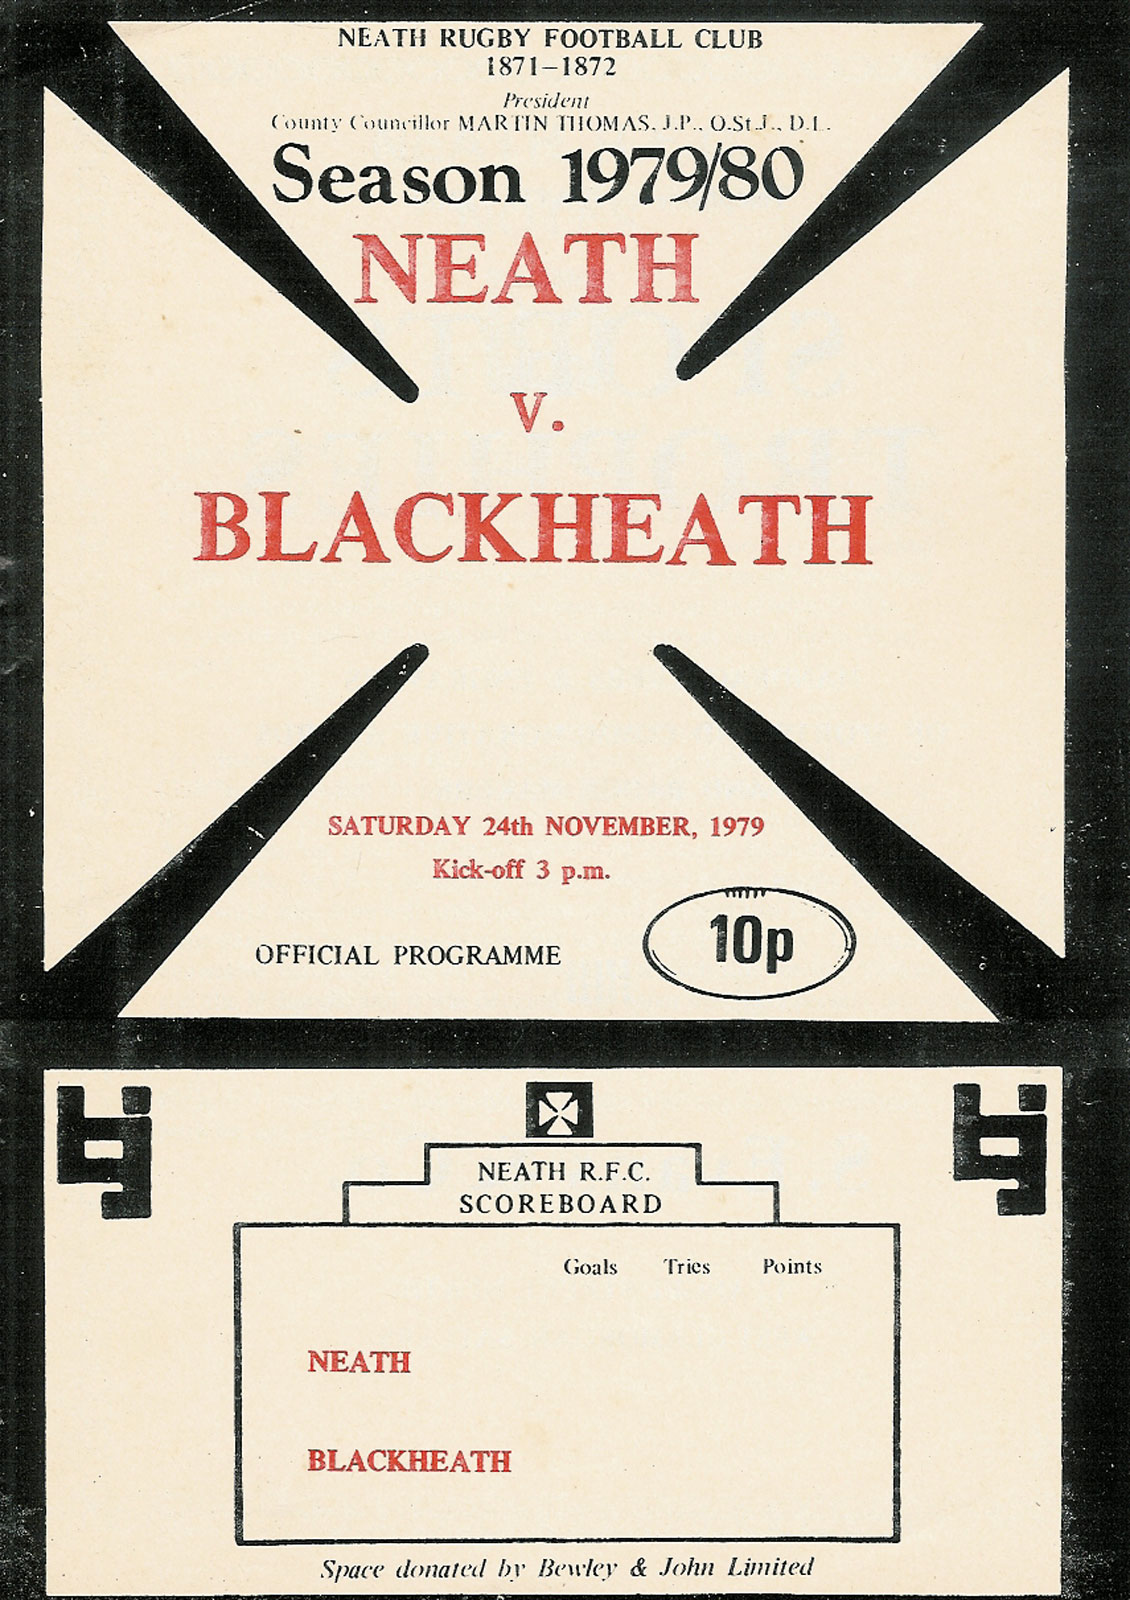 NEATH RUGBY FOOTBALL CLUB
1871–1872
President
County Councillor MARTIN THOMAS, J.P., O.St.J., D.L.
Season 1979/80
NEATH
v.
BLACKHEATH
SATURDAY 24th NOVEMBER, 1979
Kick-off 3 p.m.
OFFICIAL PROGRAMME
10p
NEATH R.F.C.
SCOREBOARD
Goals Tries Points
NEATH
BLACKHEATH
Space donated by Bewley & John Limited